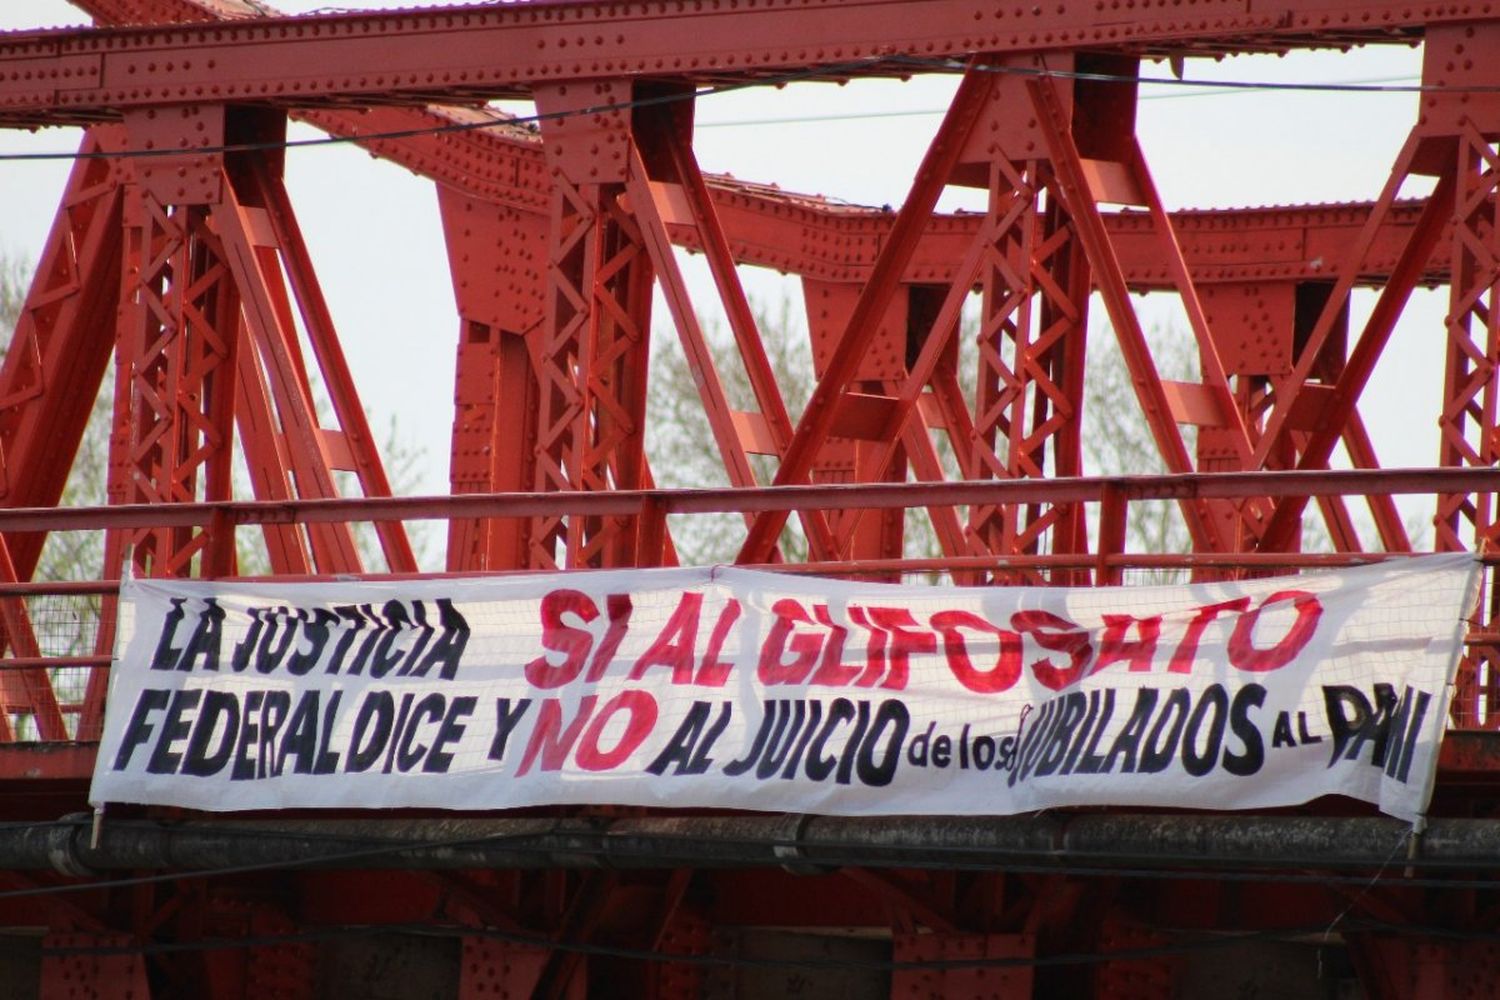 LA JUSTICIA SI AL GLIFOSATO
FEDERAL DICE Y NO AL JUICIO de los JUBILADOS AL PAMI